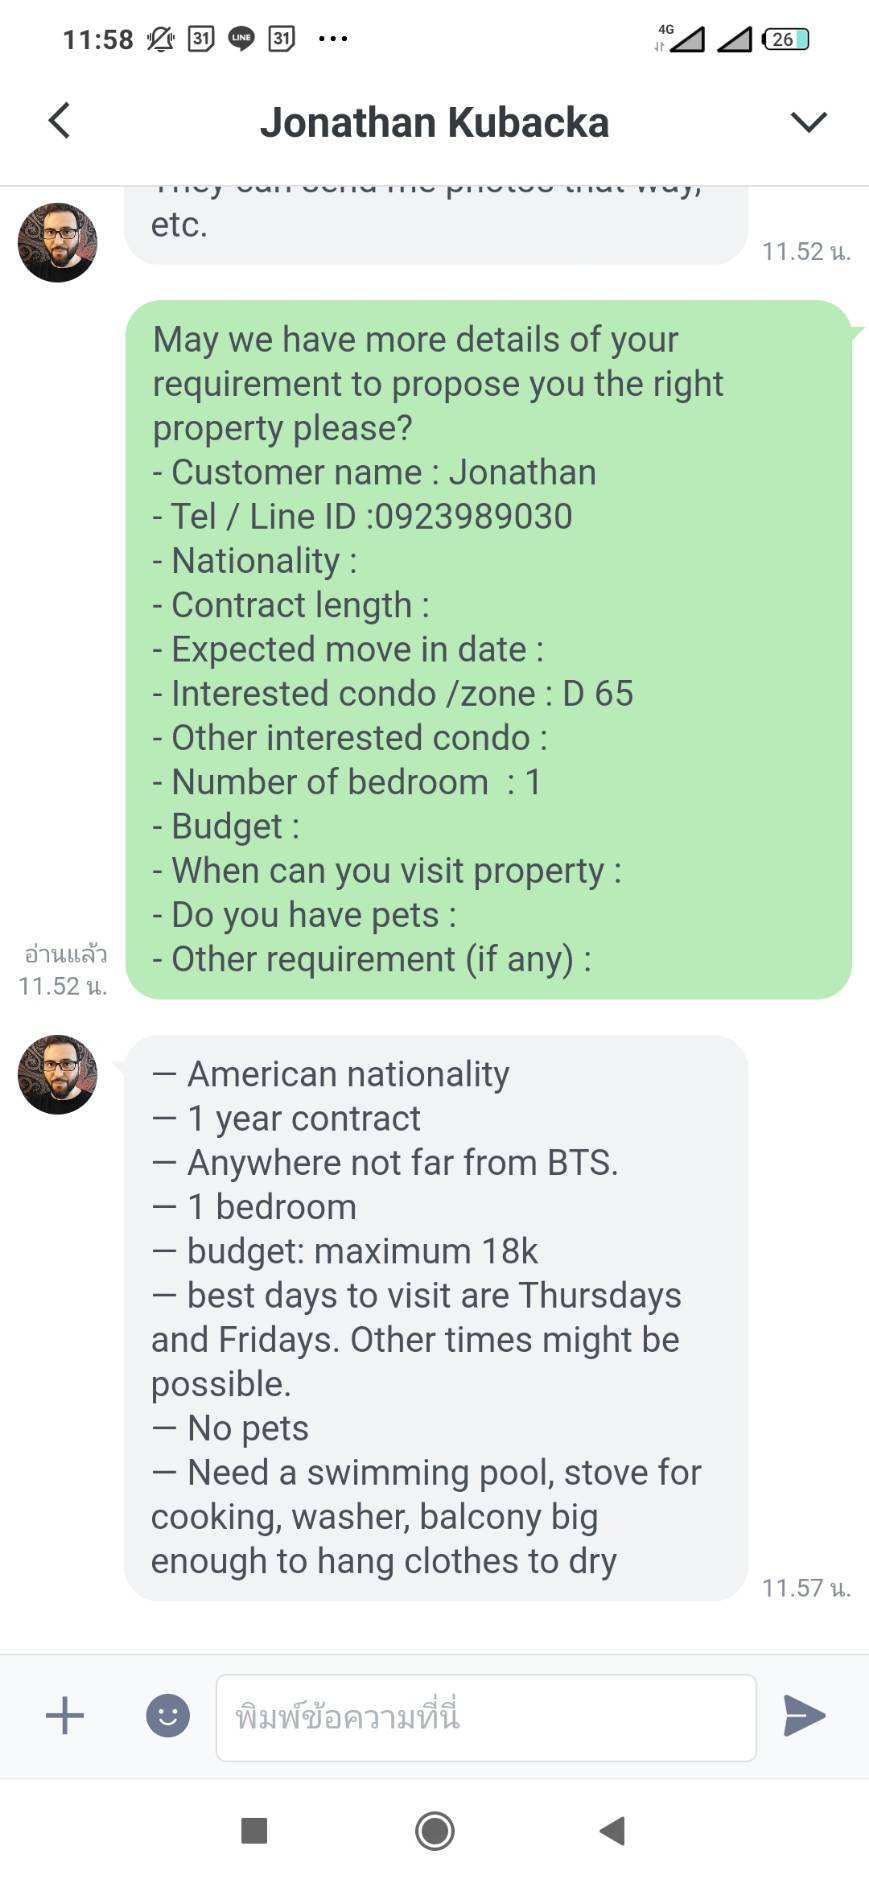 11:58 31 LINE 31 ... 4G 26
Jonathan Kubacka
They can send me photos that way,
etc.
11.52 น.
May we have more details of your
requirement to propose you the right
property please?
- Customer name : Jonathan
- Tel / Line ID :0923989030
- Nationality :
- Contract length :
- Expected move in date :
- Interested condo /zone : D 65
- Other interested condo :
- Number of bedroom  : 1
- Budget :
- When can you visit property :
- Do you have pets :
- Other requirement (if any) :
อ่านแล้ว
11.52 น.
— American nationality
— 1 year contract
— Anywhere not far from BTS.
— 1 bedroom
— budget: maximum 18k
— best days to visit are Thursdays
and Fridays. Other times might be
possible.
— No pets
— Need a swimming pool, stove for
cooking, washer, balcony big
enough to hang clothes to dry
11.57 น.
พิมพ์ข้อความที่นี่